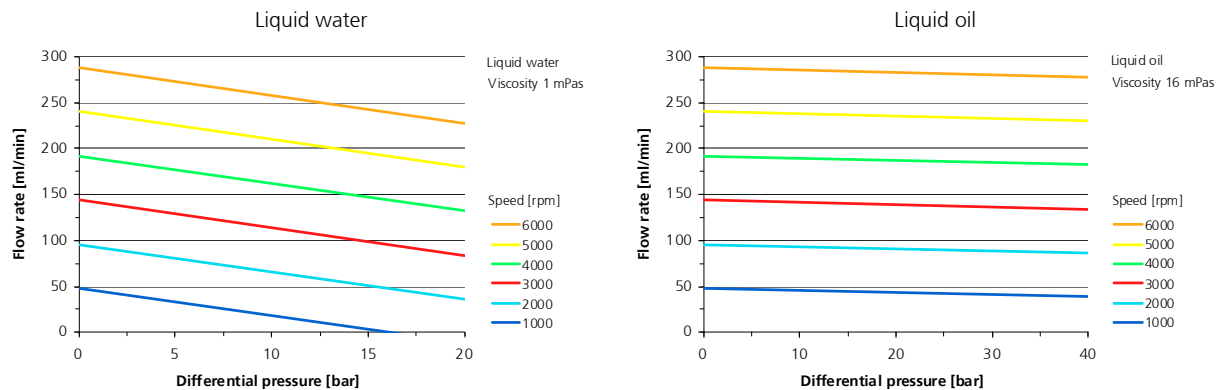 Liquid water
300
250
200
150
100
50
0
Flow rate [ml/min]
0 5 10 15 20
Differential pressure [bar]
Liquid water
Viscosity 1 mPas
Speed [rpm]
6000
5000
4000
3000
2000
1000
Liquid oil
300
250
200
150
100
50
0
Flow rate [ml/min]
0 10 20 30 40
Differential pressure [bar]
Liquid oil
Viscosity 16 mPas
Speed [rpm]
6000
5000
4000
3000
2000
1000